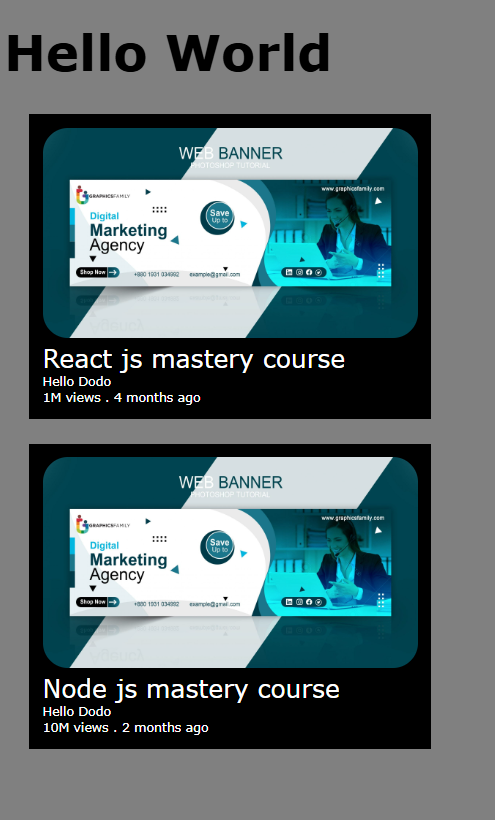 Hello World
WEB BANNER
PHOTOSHOP TUTORIAL
GRAPHICSFAMILY
www.graphicsfamily.com
Digital
Marketing
Agency
Save
Up to
Shop Now
+880 1931 034992
example@gmail.com
React js mastery course
Hello Dodo
1M views . 4 months ago
WEB BANNER
PHOTOSHOP TUTORIAL
GRAPHICSFAMILY
www.graphicsfamily.com
Digital
Marketing
Agency
Save
Up to
Shop Now
+880 1931 034992
example@gmail.com
Node js mastery course
Hello Dodo
10M views . 2 months ago